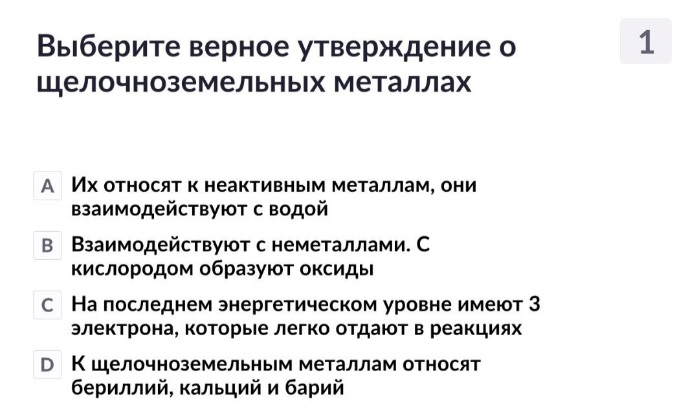 Выберите верное утверждение о
1
щелочноземельных металлах
A Их относят к неактивным металлам, они
взаимодействуют с водой
B Взаимодействуют с неметаллами. С
кислородом образуют оксиды
C На последнем энергетическом уровне имеют 3
электрона, которые легко отдают в реакциях
D К щелочноземельным металлам относят
бериллий, кальций и барий